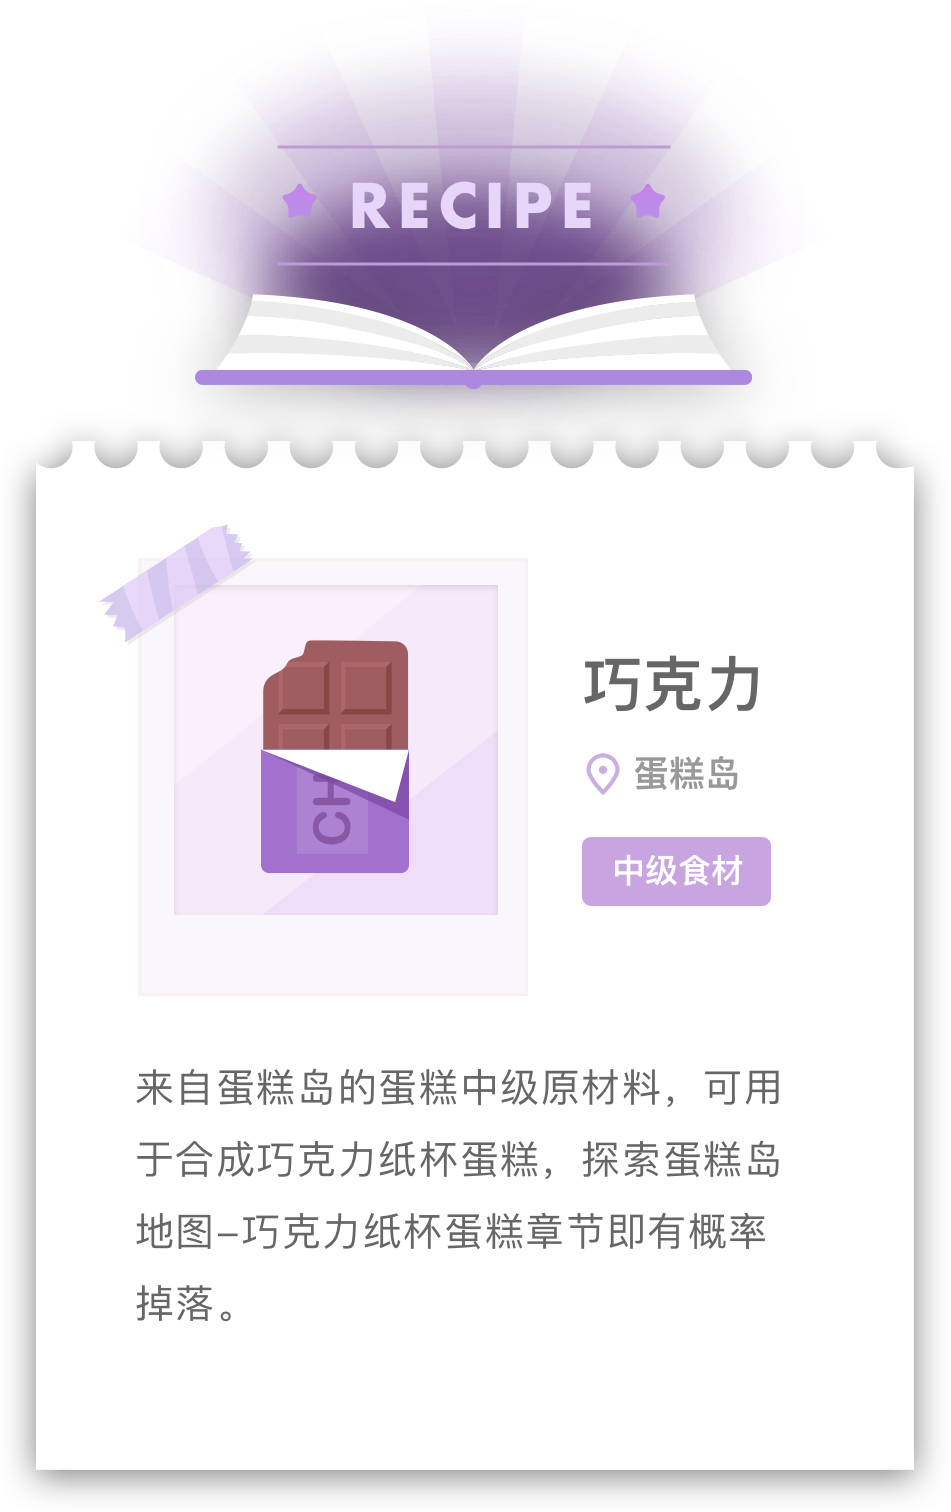 RECIPE
CH
巧克力
蛋糕岛
中级食材
来自蛋糕岛的蛋糕中级原材料，可用
于合成巧克力纸杯蛋糕，探索蛋糕岛
地图–巧克力纸杯蛋糕章节即有概率
掉落。